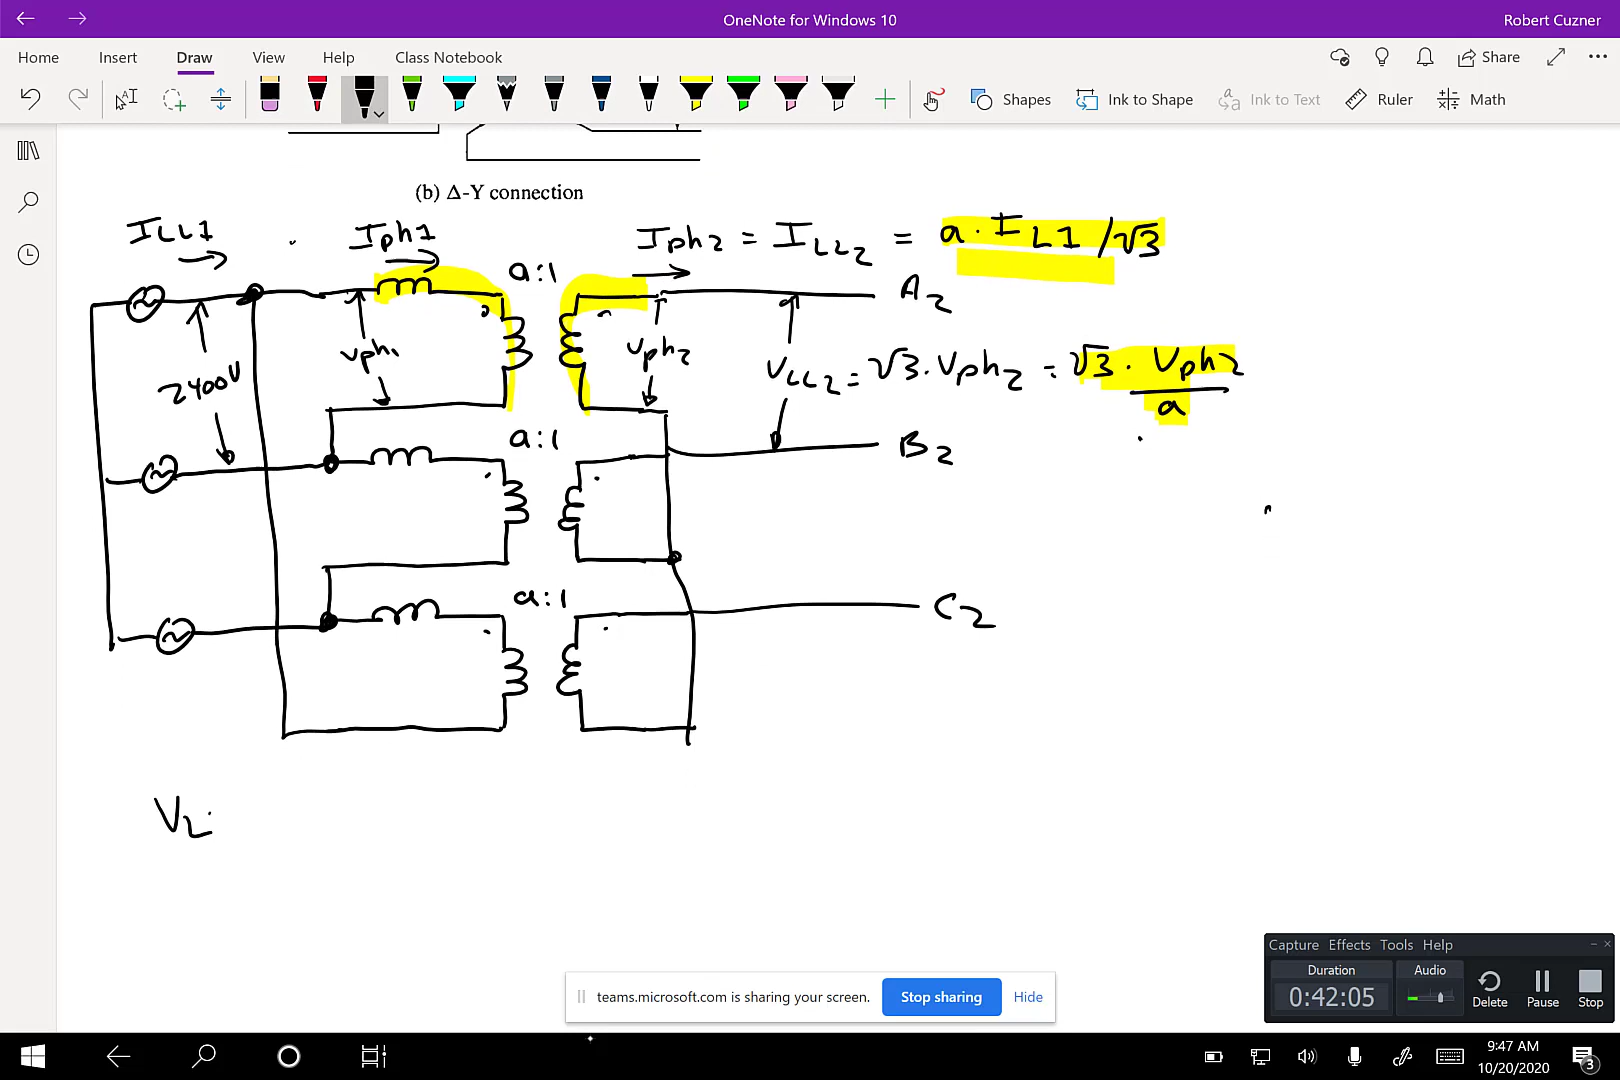 OneNote for Windows 10
Robert Cuzner
Home Insert Draw View Help Class Notebook
Share
Shapes Ink to Shape Ink to Text Ruler Math
(b) Δ-Y connection
ILL1
Iph1
Iph2 = ILL2 = a · IL1 / √3
a:1
A2
2400V
Vph1
Vph2
VLL2 = √3 · Vph2 = √3 · Vph2 / a
a:1
B2
a:1
C2
VL
Capture Effects Tools Help
Duration Audio
0:42:05
Delete Pause Stop
teams.microsoft.com is sharing your screen. Stop sharing Hide
9:47 AM
10/20/2020
3